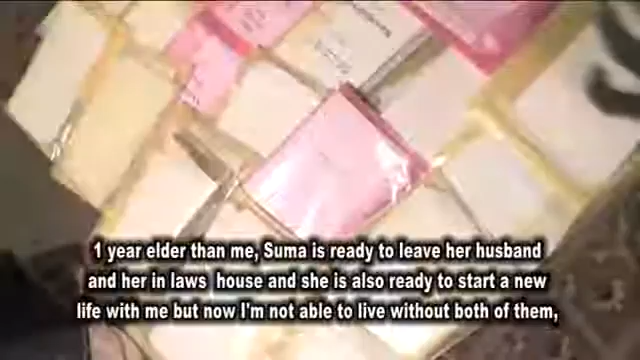 1 year elder than me, Suma is ready to leave her husband
and her in laws house and she is also ready to start a new
life with me but now I'm not able to live without both of them,